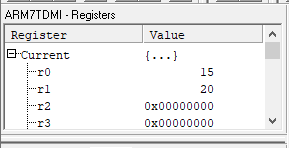 ARM7TDMI - Registers
Register Value
Current {...}
r0 15
r1 20
r2 0x00000000
r3 0x00000000